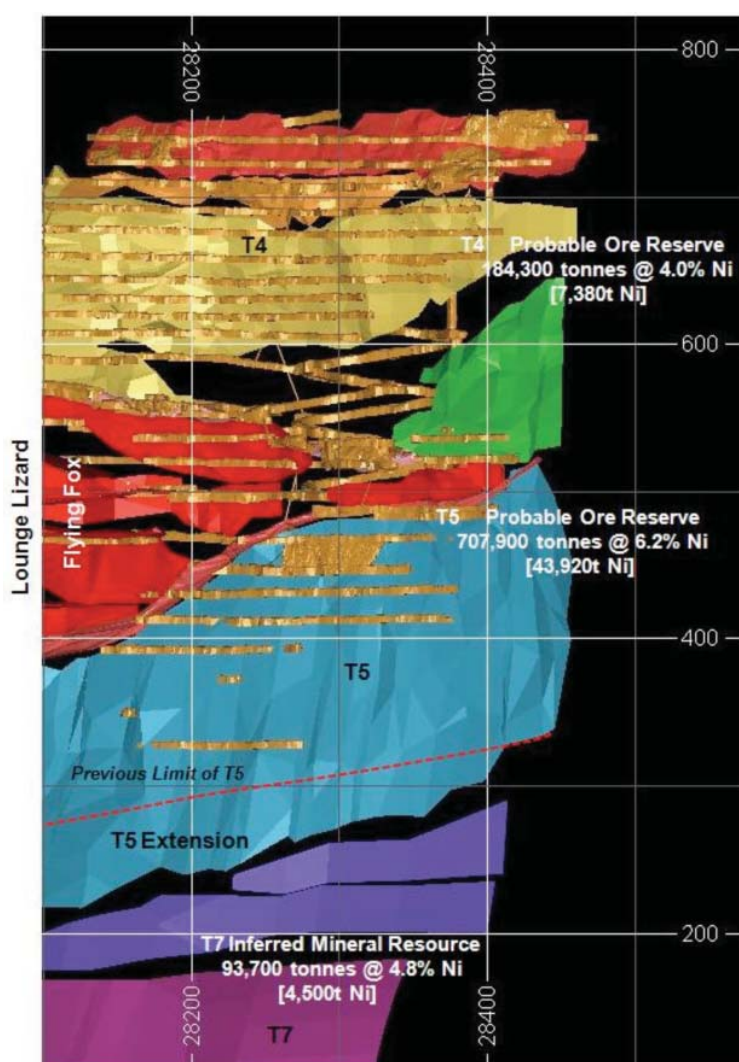 28200
28400
800
T4
T4 Probable Ore Reserve
184,300 tonnes @ 4.0% Ni
[7,380t Ni]
600
Lounge Lizard
Flying Fox
T5 Probable Ore Reserve
707,900 tonnes @ 6.2% Ni
[43,920t Ni]
400
T5
Previous Limit of T5
T5 Extension
200
T7 Inferred Mineral Resource
93,700 tonnes @ 4.8% Ni
[4,500t Ni]
28200
28400
T7